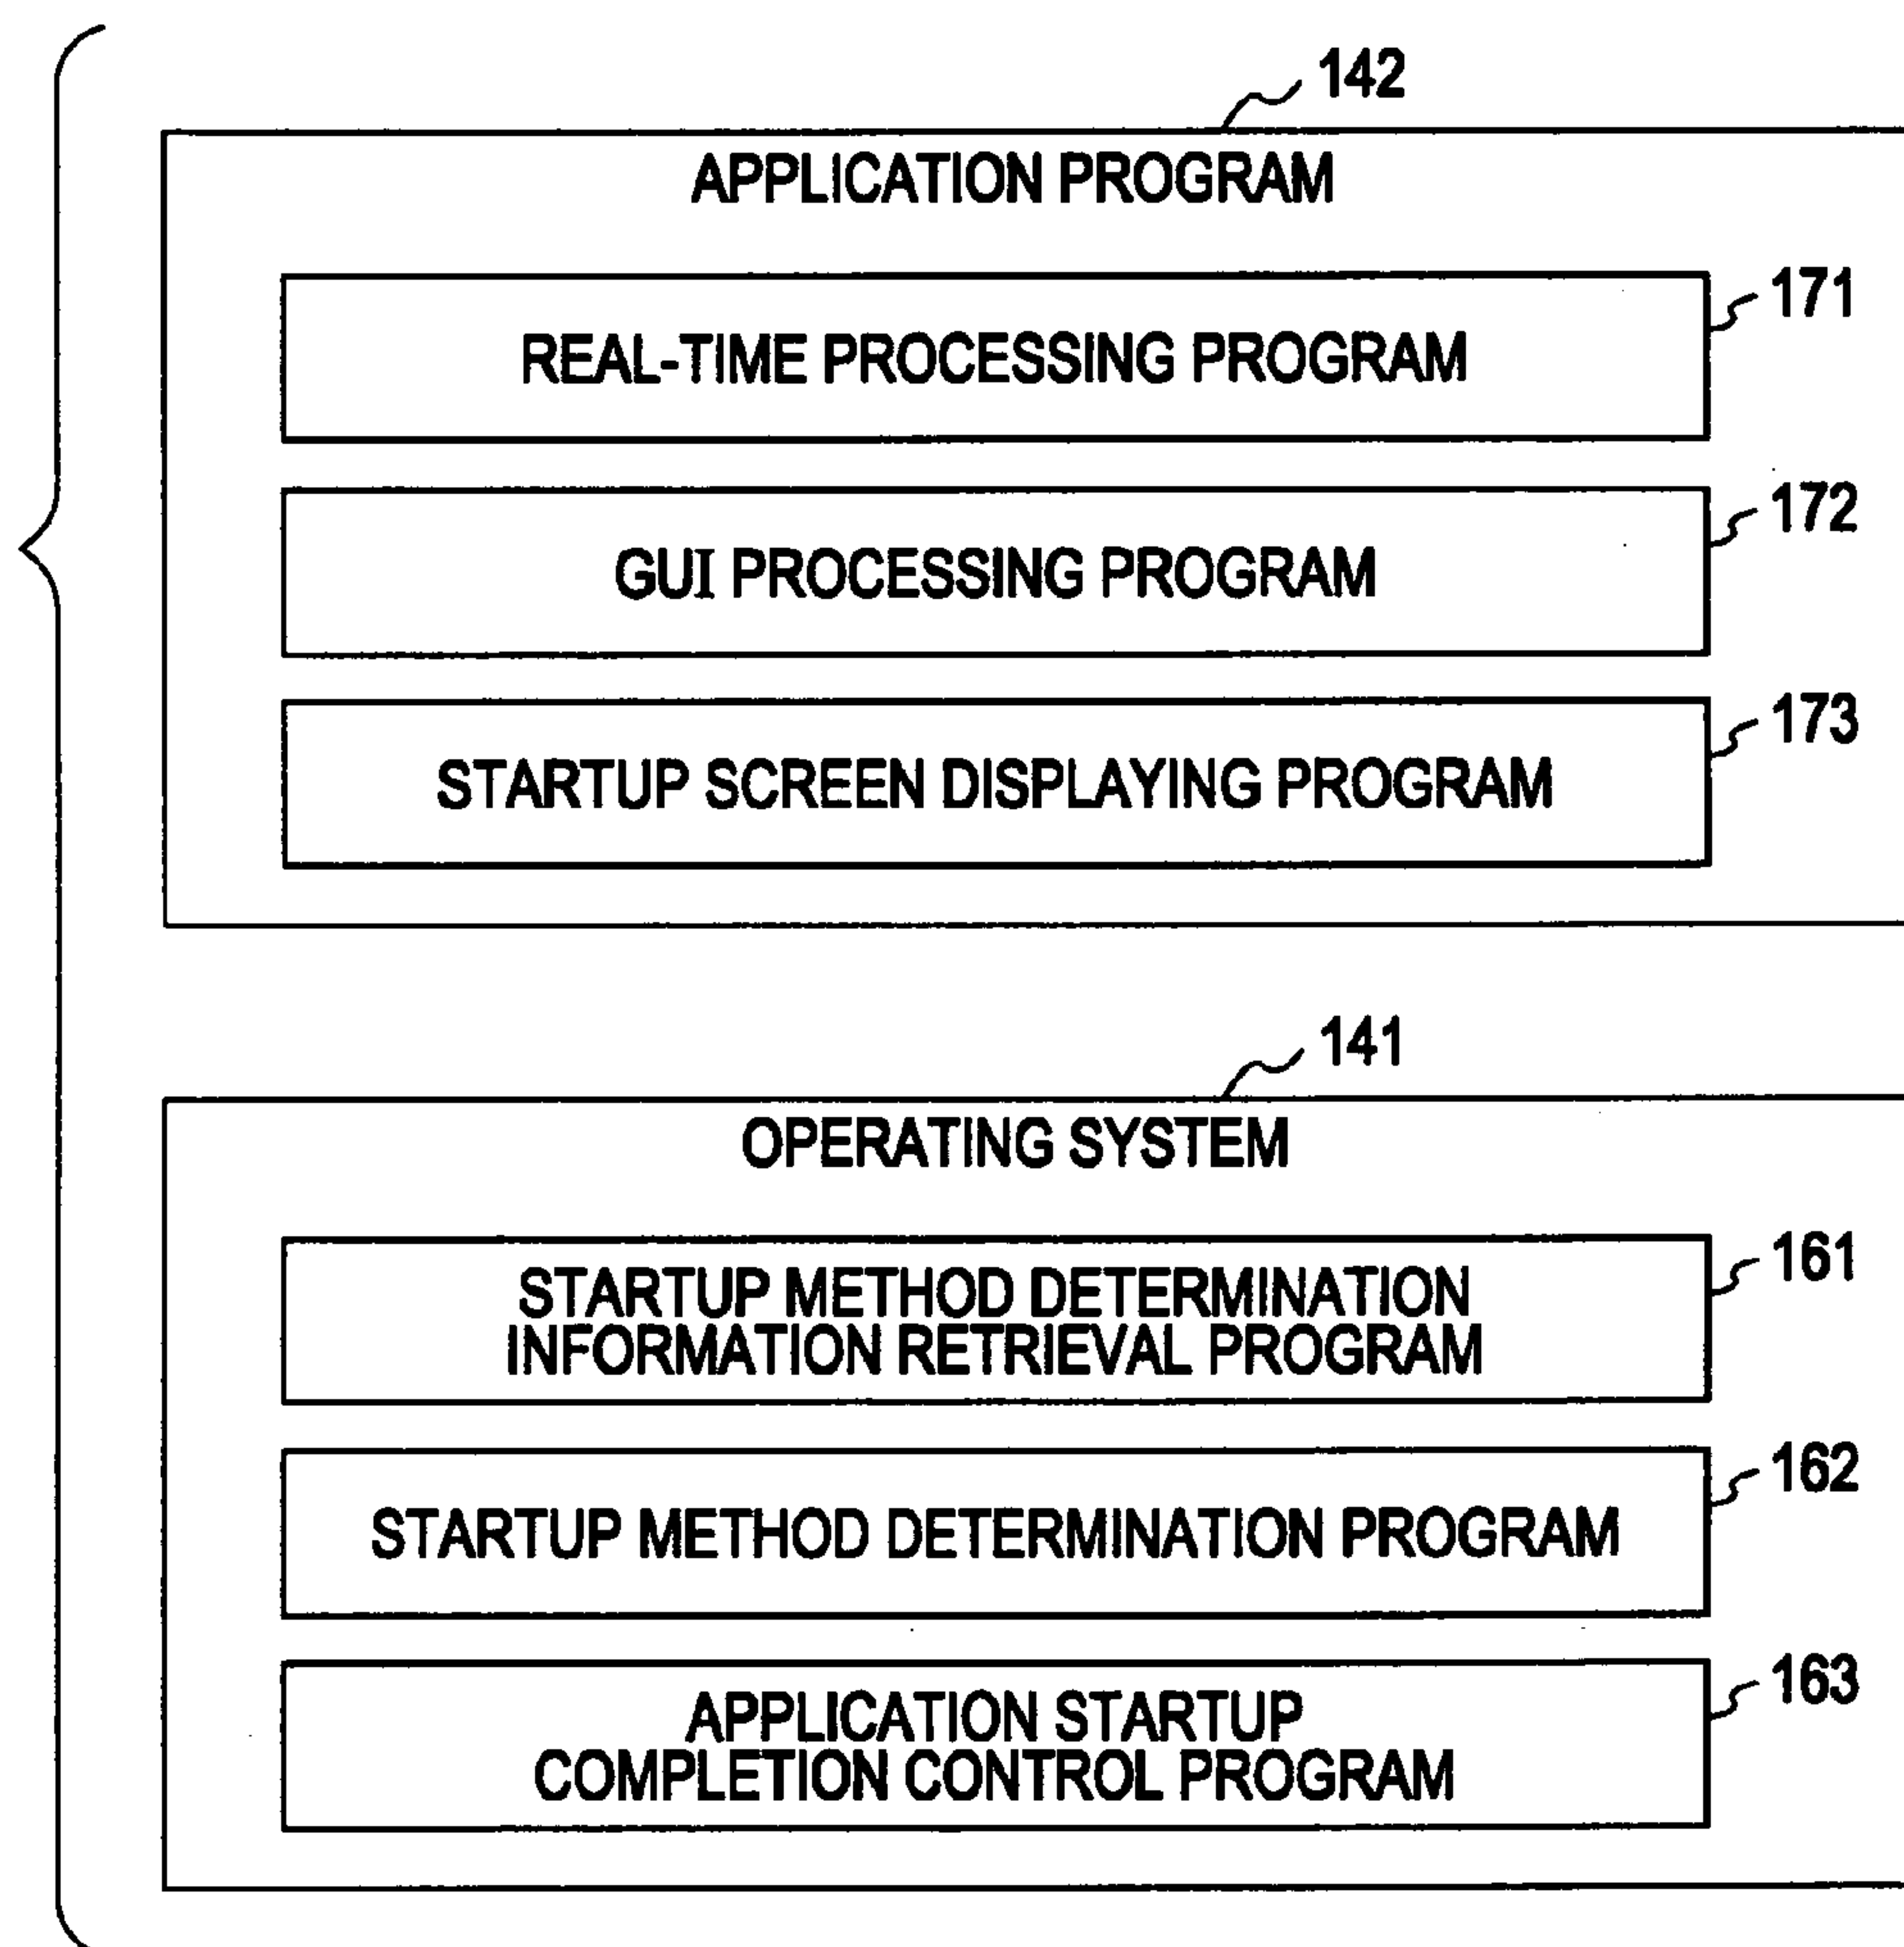 142
APPLICATION PROGRAM
171
REAL-TIME PROCESSING PROGRAM
172
GUI PROCESSING PROGRAM
173
STARTUP SCREEN DISPLAYING PROGRAM
141
OPERATING SYSTEM
161
STARTUP METHOD DETERMINATION
INFORMATION RETRIEVAL PROGRAM
162
STARTUP METHOD DETERMINATION PROGRAM
163
APPLICATION STARTUP
COMPLETION CONTROL PROGRAM